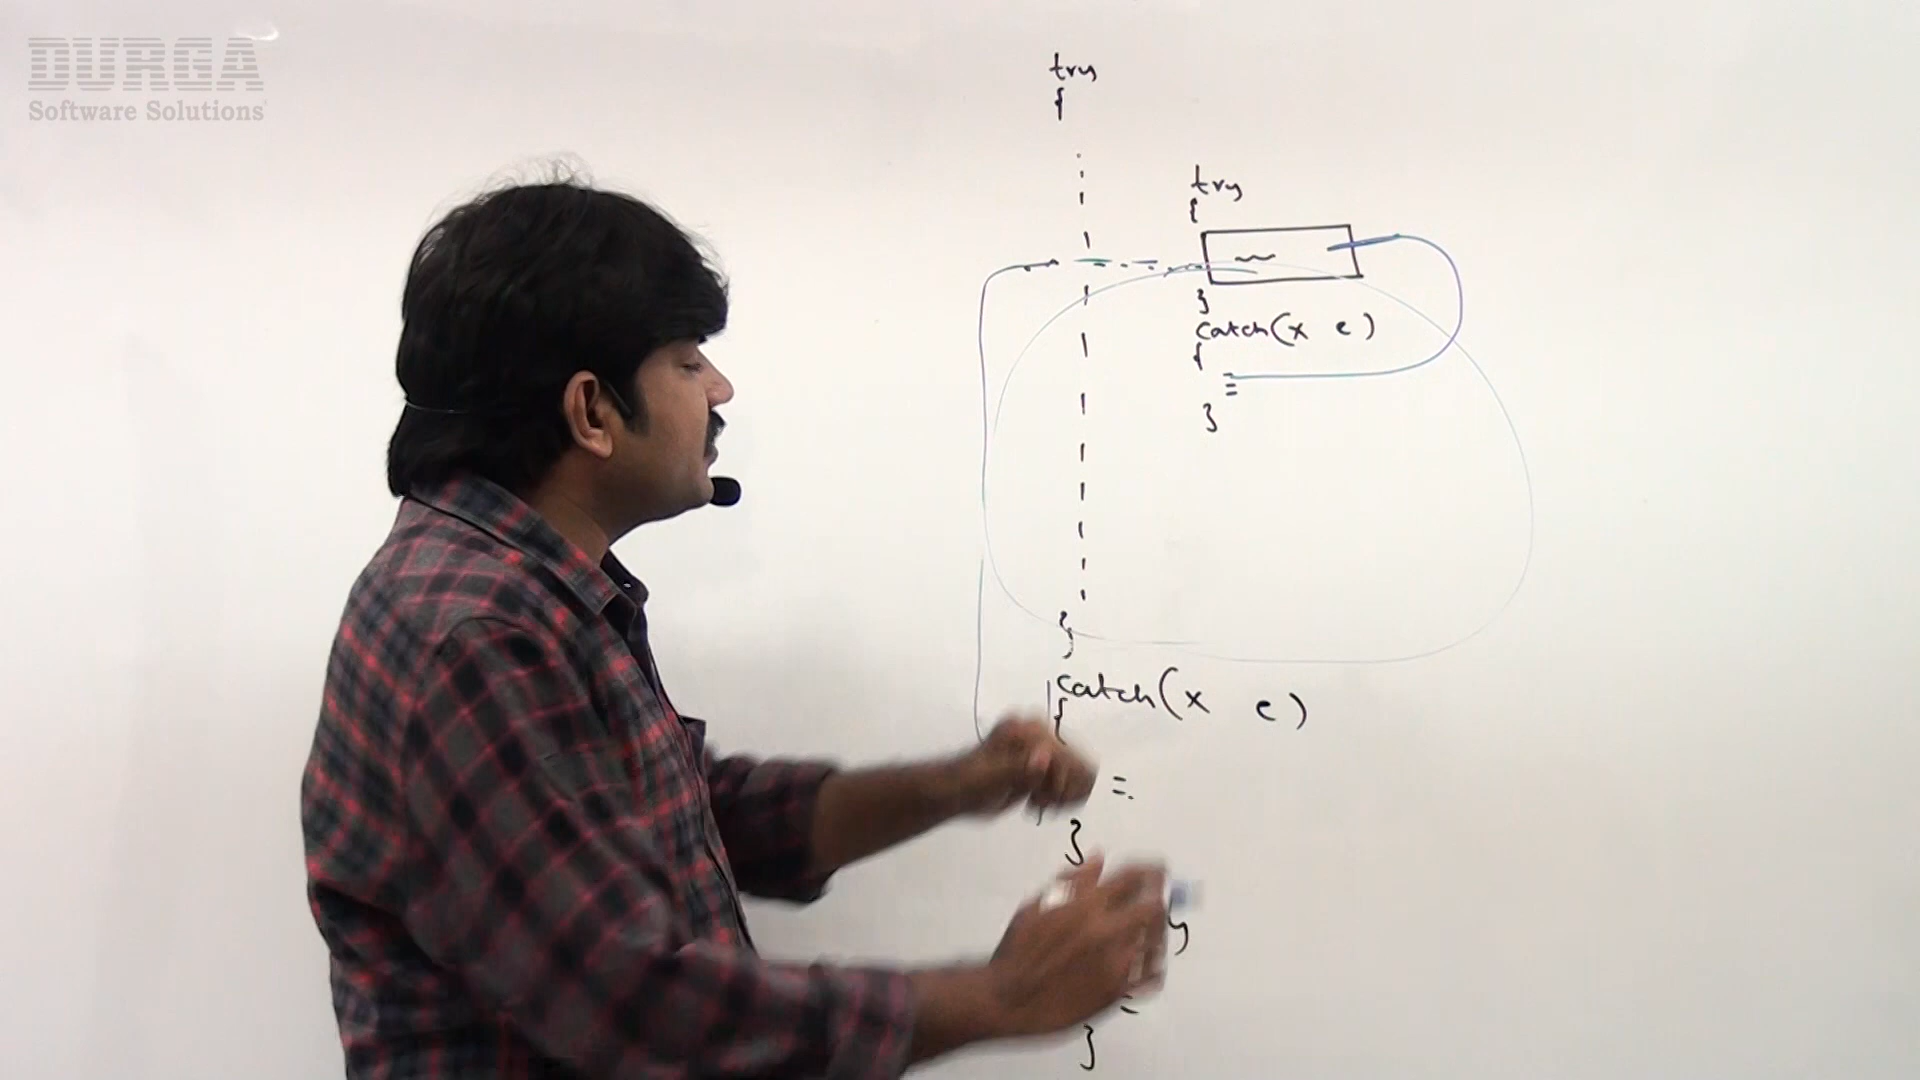 DURGA
Software Solutions
try
{
try
{
}
catch(x e)
{
}
}
catch(x e)
{
}
}